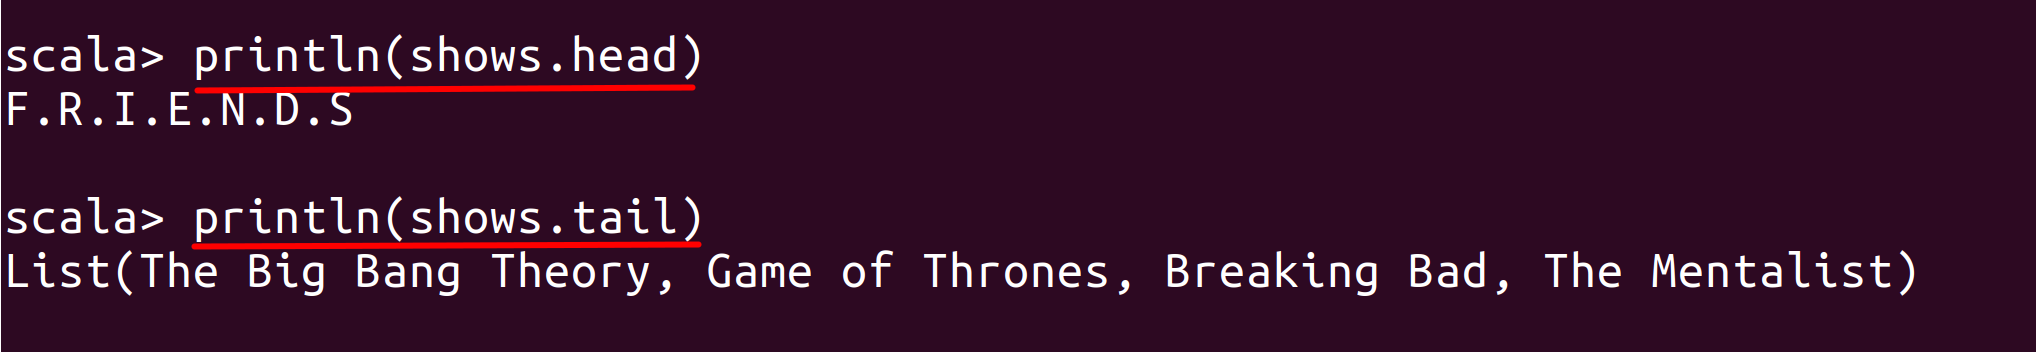 scala> println(shows.head)
F.R.I.E.N.D.S
scala> println(shows.tail)
List(The Big Bang Theory, Game of Thrones, Breaking Bad, The Mentalist)